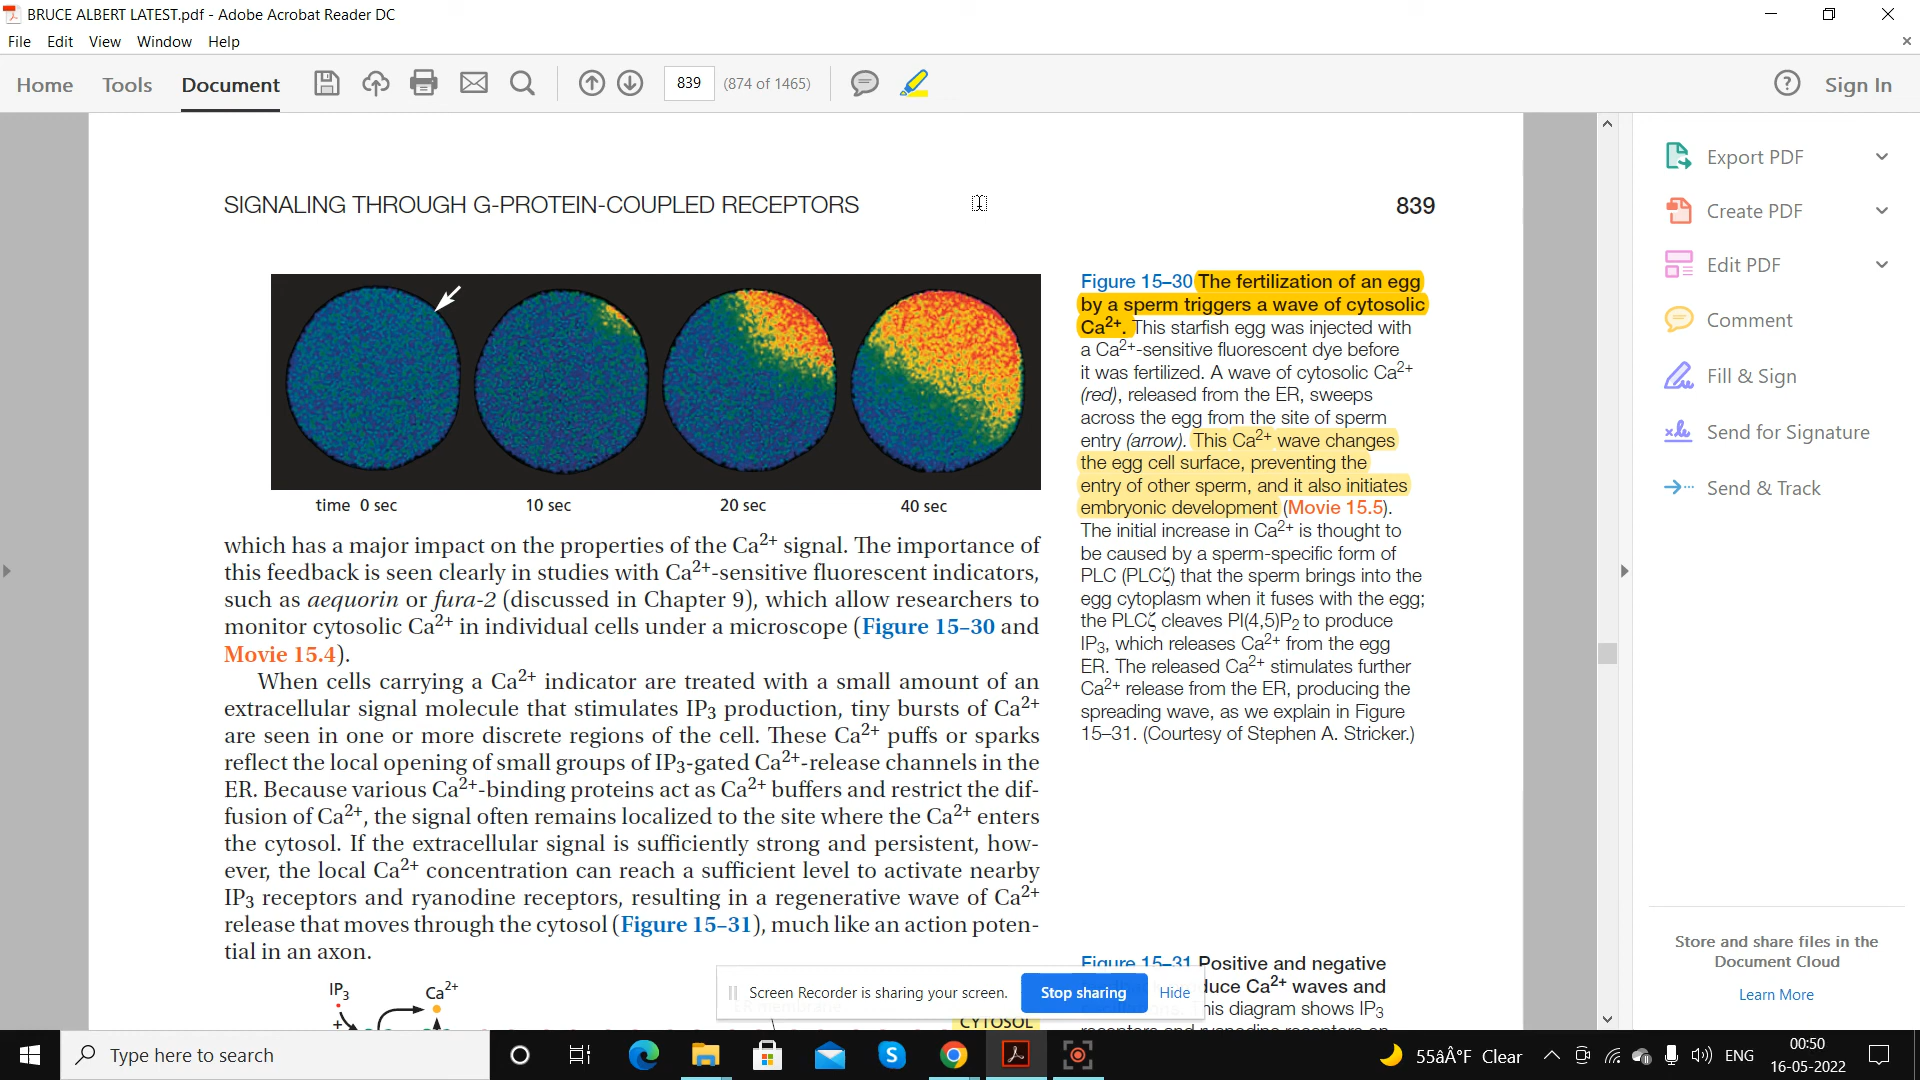 BRUCE ALBERT LATEST.pdf - Adobe Acrobat Reader DC
File Edit View Window Help
Home Tools Document 839 (874 of 1465) Sign In
SIGNALING THROUGH G-PROTEIN-COUPLED RECEPTORS 839
time 0 sec 10 sec 20 sec 40 sec
which has a major impact on the properties of the Ca2+ signal. The importance of
this feedback is seen clearly in studies with Ca2+-sensitive fluorescent indicators,
such as aequorin or fura-2 (discussed in Chapter 9), which allow researchers to
monitor cytosolic Ca2+ in individual cells under a microscope (Figure 15–30 and
Movie 15.4).
When cells carrying a Ca2+ indicator are treated with a small amount of an
extracellular signal molecule that stimulates IP3 production, tiny bursts of Ca2+
are seen in one or more discrete regions of the cell. These Ca2+ puffs or sparks
reflect the local opening of small groups of IP3-gated Ca2+-release channels in the
ER. Because various Ca2+-binding proteins act as Ca2+ buffers and restrict the dif-
fusion of Ca2+, the signal often remains localized to the site where the Ca2+ enters
the cytosol. If the extracellular signal is sufficiently strong and persistent, how-
ever, the local Ca2+ concentration can reach a sufficient level to activate nearby
IP3 receptors and ryanodine receptors, resulting in a regenerative wave of Ca2+
release that moves through the cytosol (Figure 15–31), much like an action poten-
tial in an axon.
IP3 Ca2+
+
CYTOSOL
Figure 15–30 The fertilization of an egg
by a sperm triggers a wave of cytosolic
Ca2+. This starfish egg was injected with
a Ca2+-sensitive fluorescent dye before
it was fertilized. A wave of cytosolic Ca2+
(red), released from the ER, sweeps
across the egg from the site of sperm
entry (arrow). This Ca2+ wave changes
the egg cell surface, preventing the
entry of other sperm, and it also initiates
embryonic development (Movie 15.5).
The initial increase in Ca2+ is thought to
be caused by a sperm-specific form of
PLC (PLCζ) that the sperm brings into the
egg cytoplasm when it fuses with the egg;
the PLCζ cleaves PI(4,5)P2 to produce
IP3, which releases Ca2+ from the egg
ER. The released Ca2+ stimulates further
Ca2+ release from the ER, producing the
spreading wave, as we explain in Figure
15–31. (Courtesy of Stephen A. Stricker.)
Figure 15–31 Positive and negative
duce Ca2+ waves and
his diagram shows IP3
Screen Recorder is sharing your screen. Stop sharing Hide
Export PDF
Create PDF
Edit PDF
Comment
Fill & Sign
Send for Signature
Send & Track
Store and share files in the
Document Cloud
Learn More
Type here to search
55âÂ°F Clear ENG
00:50
16-05-2022